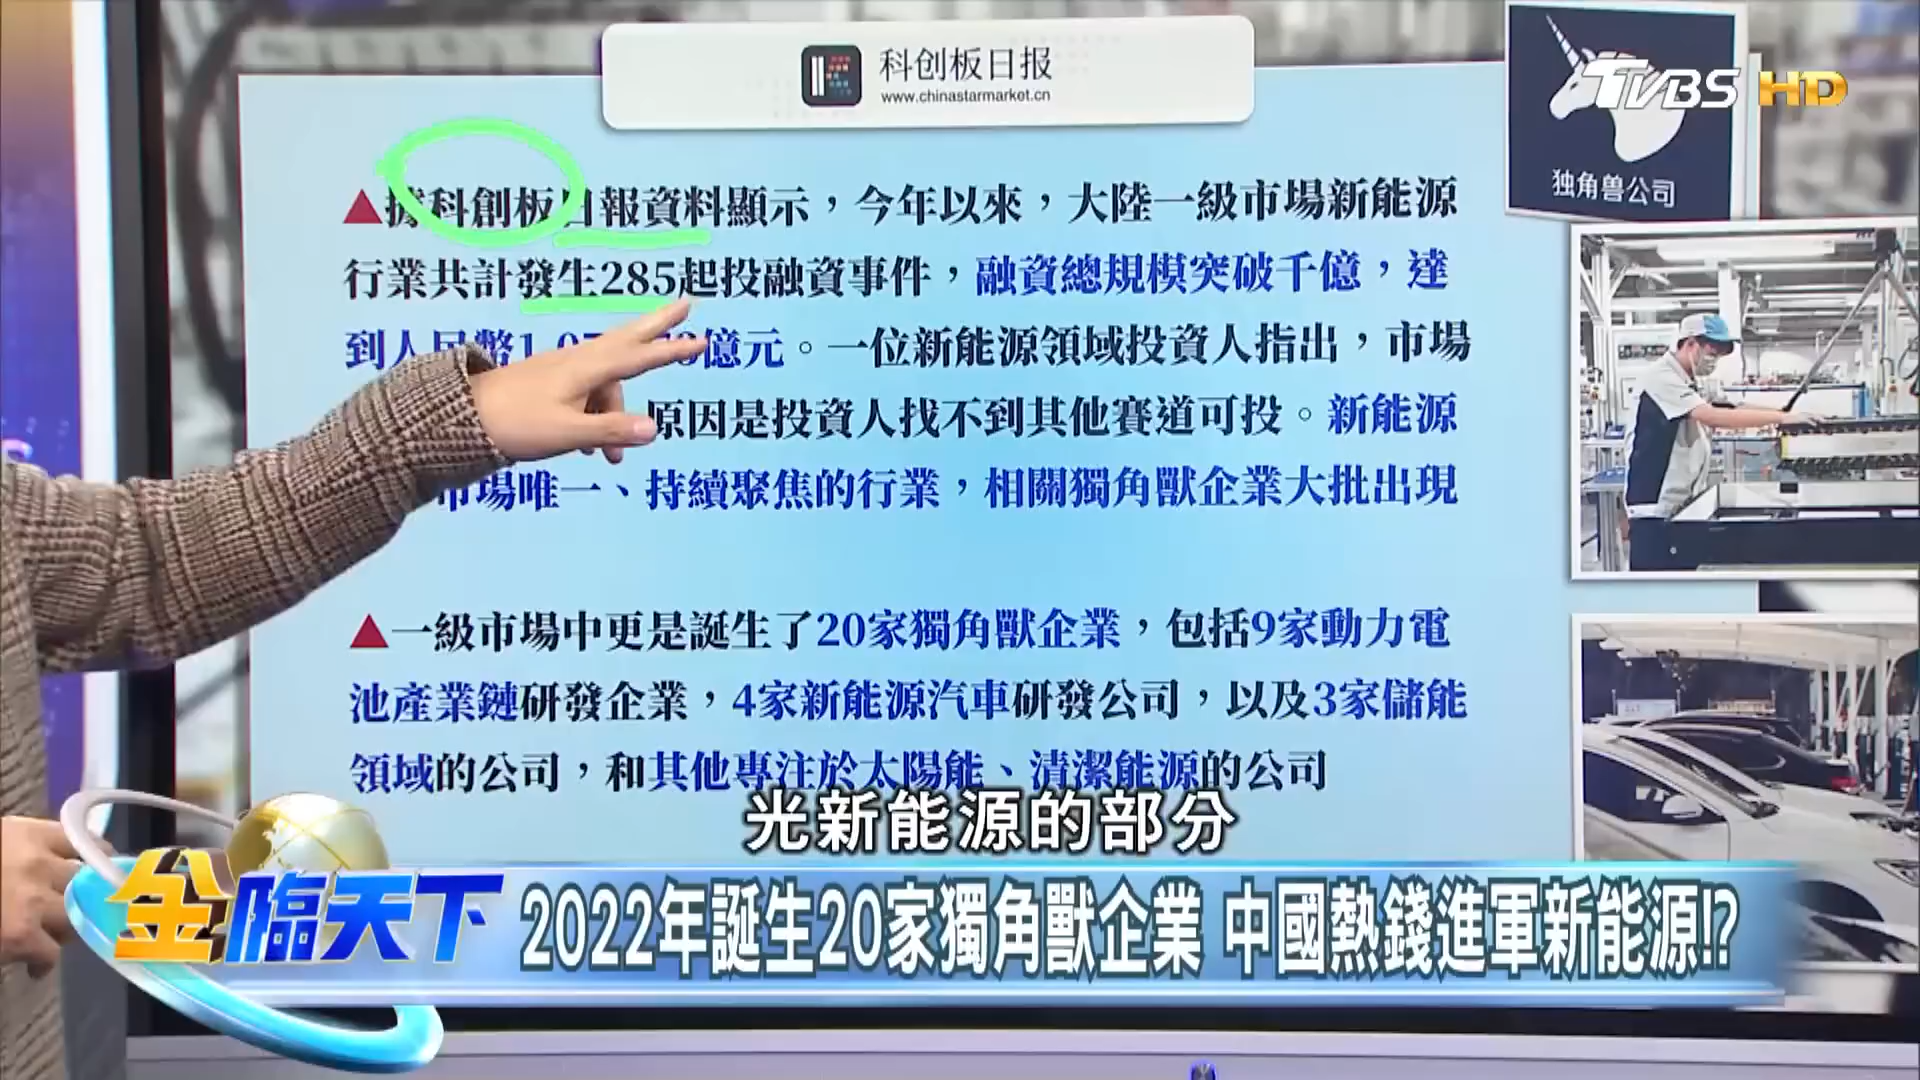 科创板日报
www.chinastarmarket.cn
TVBS HD
独角兽公司
▲據科創板日報資料顯示，今年以來，大陸一級市場新能源
行業共計發生285起投融資事件，融資總規模突破千億，達
到人民幣1,07 億元。一位新能源領域投資人指出，市場
原因是投資人找不到其他賽道可投。新能源
市場唯一、持續聚焦的行業，相關獨角獸企業大批出現
▲一級市場中更是誕生了20家獨角獸企業，包括9家動力電
池產業鏈研發企業，4家新能源汽車研發公司，以及3家儲能
領域的公司，和其他專注於太陽能、清潔能源的公司
光新能源的部分
金臨天下
2022年誕生20家獨角獸企業 中國熱錢進軍新能源!?